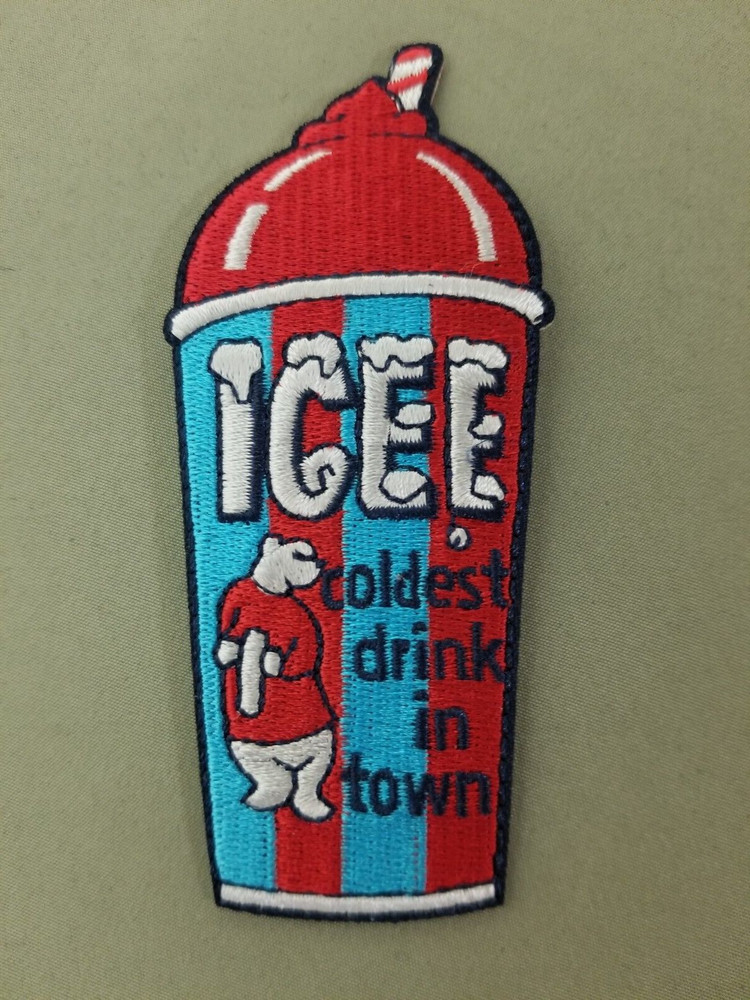 ICEE
coldest
drink
in
town